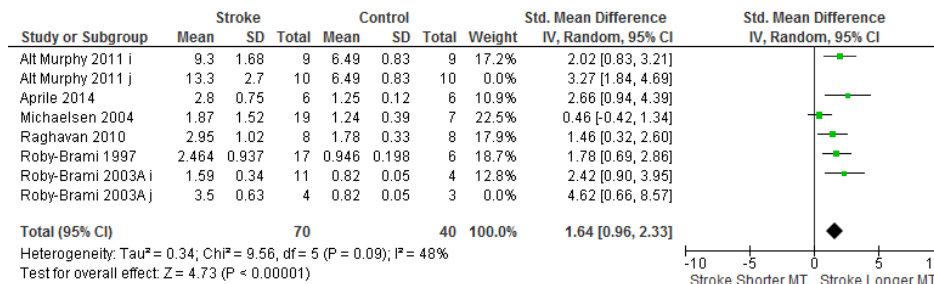 Stroke Control Std. Mean Difference Std. Mean Difference
Study or Subgroup Mean SD Total Mean SD Total Weight IV, Random, 95% CI IV, Random, 95% CI
Alt Murphy 2011 i 9.3 1.68 9 6.49 0.83 9 17.2% 2.02 [0.83, 3.21]
Alt Murphy 2011 j 13.3 2.7 10 6.49 0.83 10 0.0% 3.27 [1.84, 4.69]
Aprile 2014 2.8 0.75 6 1.25 0.12 6 10.9% 2.66 [0.94, 4.39]
Michaelsen 2004 1.87 1.52 19 1.24 0.39 7 22.5% 0.46 [-0.42, 1.34]
Raghavan 2010 2.95 1.02 8 1.78 0.33 8 17.8% 1.46 [0.32, 2.60]
Roby-Brami 1997 2.464 0.937 17 0.946 0.198 6 18.7% 1.78 [0.69, 2.86]
Roby-Brami 2003A i 1.59 0.34 11 0.82 0.05 4 12.8% 2.42 [0.90, 3.95]
Roby-Brami 2003A j 3.5 0.63 4 0.82 0.05 3 0.0% 4.62 [0.66, 8.57]
Total (95% CI) 70 40 100.0% 1.64 [0.96, 2.33]
Heterogeneity: Tau² = 0.34; Chi² = 9.56, df = 5 (P = 0.09); I² = 48%
Test for overall effect: Z = 4.73 (P < 0.00001)
-10 -5 0 5 1
Stroke Shorter MT Stroke Longer MT